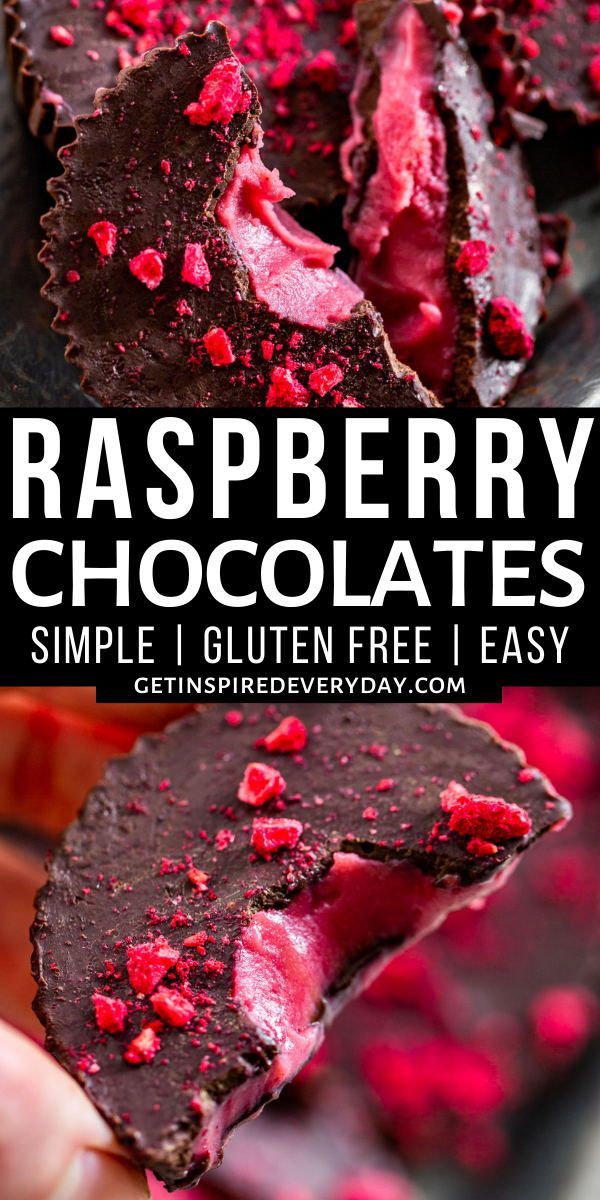 RASPBERRY
CHOCOLATES
SIMPLE | GLUTEN FREE | EASY
GETINSPIREDEVERYDAY.COM